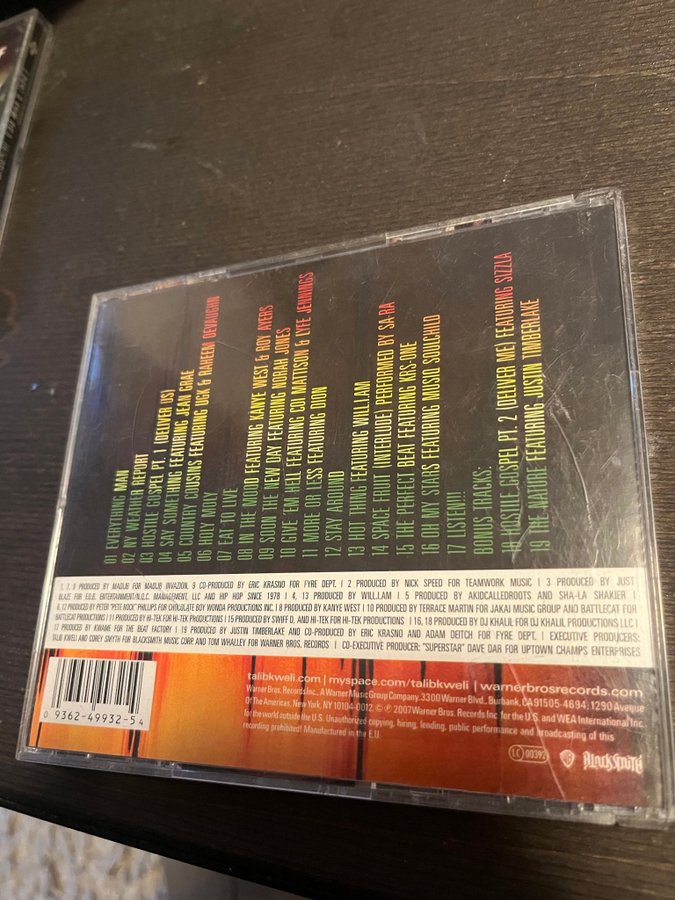 01 EVERYTHING MAN
02 MY WEATHER REPORT
03 HOSTILE GOSPEL PT. 1 (DELIVER US)
04 SAY SOMETHING FEATURING JEAN GRAE
05 COUNTRY COUSINS FEATURING UGK & RAHEEM DEVAUGHN
06 HOLY MOLY
07 EAT TO LIVE
08 IN THE MOOD FEATURING KANYE WEST & ROY AYERS
09 SOON THE NEW DAY FEATURING NORAH JONES
10 GIVE 'EM HELL FEATURING COI MATTISON & LYFE JENNINGS
11 MORE OR LESS FEATURING DION
12 STAY AROUND
13 HOT THING FEATURING WILL.I.AM
14 SPACE FRUIT (INTERLUDE) PERFORMED BY SA-RA
15 THE PERFECT BEAT FEATURING KRS-ONE
16 OH MY STARS FEATURING MUSIQ SOULCHILD
17 LISTEN!!!
BONUS TRACKS:
18 HOSTILE GOSPEL PT. 2 (DELIVER ME) FEATURING SIZZLA
19 THE NATURE FEATURING JUSTIN TIMBERLAKE
1, 7, 9 PRODUCED BY MADLIB FOR MADLIB INVAZION, 9 CO-PRODUCED BY ERIC KRASNO FOR FYRE DEPT. | 2 PRODUCED BY NICK SPEED FOR TEAMWORK MUSIC | 3 PRODUCED BY JUST
BLAZE FOR F.O.B. ENTERTAINMENT/N.Q.C. MANAGEMENT, LLC AND HIP HOP SINCE 1978 | 4, 13 PRODUCED BY WILL.I.AM | 5 PRODUCED BY AKIDCALLEDROOTS AND SHA-LA SHAKIER |
6, 12 PRODUCED BY PETER "PETE ROCK" PHILLIPS FOR CHOCOLATE BOY WONDA PRODUCTIONS INC. | 8 PRODUCED BY KANYE WEST | 10 PRODUCED BY TERRACE MARTIN FOR JAKAI MUSIC GROUP AND BATTLECAT FOR
BATTLECAT PRODUCTIONS | 11 PRODUCED BY HI-TEK FOR HI-TEK PRODUCTIONS | 15 PRODUCED BY SWIFF D, AND HI-TEK FOR HI-TEK PRODUCTIONS | 16, 18 PRODUCED BY DJ KHALIL FOR DJ KHALIL PRODUCTIONS LLC |
17 PRODUCED BY KWAME FOR THE BEAT FACTORY | 19 PRODUCED BY JUSTIN TIMBERLAKE AND CO-PRODUCED BY ERIC KRASNO AND ADAM DEITCH FOR FYRE DEPT. | EXECUTIVE PRODUCERS:
TALIB KWELI AND COREY SMYTH FOR BLACKSMITH MUSIC CORP. AND TOM WHALLEY FOR WARNER BROS. RECORDS | CO-EXECUTIVE PRODUCER: "SUPERSTAR" DAVE DAR FOR UPTOWN CHAMPS ENTERPRISES
talibkweli.com | myspace.com/talibkweli | warnerbrosrecords.com
Warner Bros. Records Inc., A Warner Music Group Company, 3300 Warner Blvd., Burbank, CA 91505-4694; 1290 Avenue
Of The Americas, New York, NY 10104-0012 © ℗ 2007 Warner Bros. Records Inc. for the U.S. and WEA International Inc.
for the world outside the U.S. Unauthorized copying, hiring, lending, public performance and broadcasting of this
recording prohibited! Manufactured in the E.U.
0 9362-49932-5 4
LC 00392
WB
BlackSmith